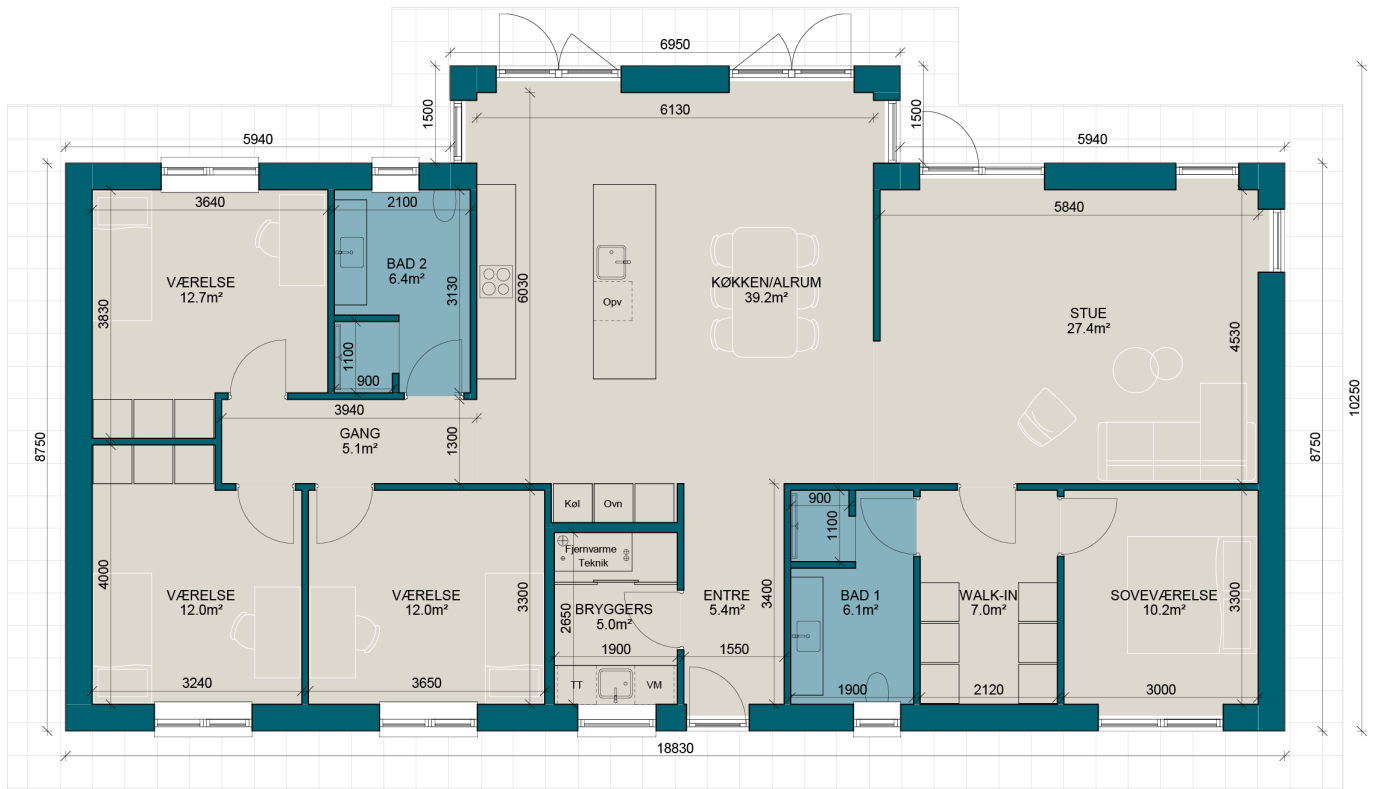 6950
6130
1500
1500
5940
5940
3640
2100
5840
VÆRELSE
12.7m²
BAD 2
6.4m²
KØKKEN/ALRUM
39.2m²
STUE
27.4m²
3830
3130
6030
4530
Opv
1100
900
3940
GANG
5.1m²
1300
8750
8750
10250
Køl
Ovn
900
1100
Fjernvarme
Teknik
4000
3300
2650
3400
3300
VÆRELSE
12.0m²
VÆRELSE
12.0m²
BRYGGERS
5.0m²
ENTRE
5.4m²
BAD 1
6.1m²
WALK-IN
7.0m²
SOVEVÆRELSE
10.2m²
1900
1550
TT
VM
3240
3650
1900
2120
3000
18830